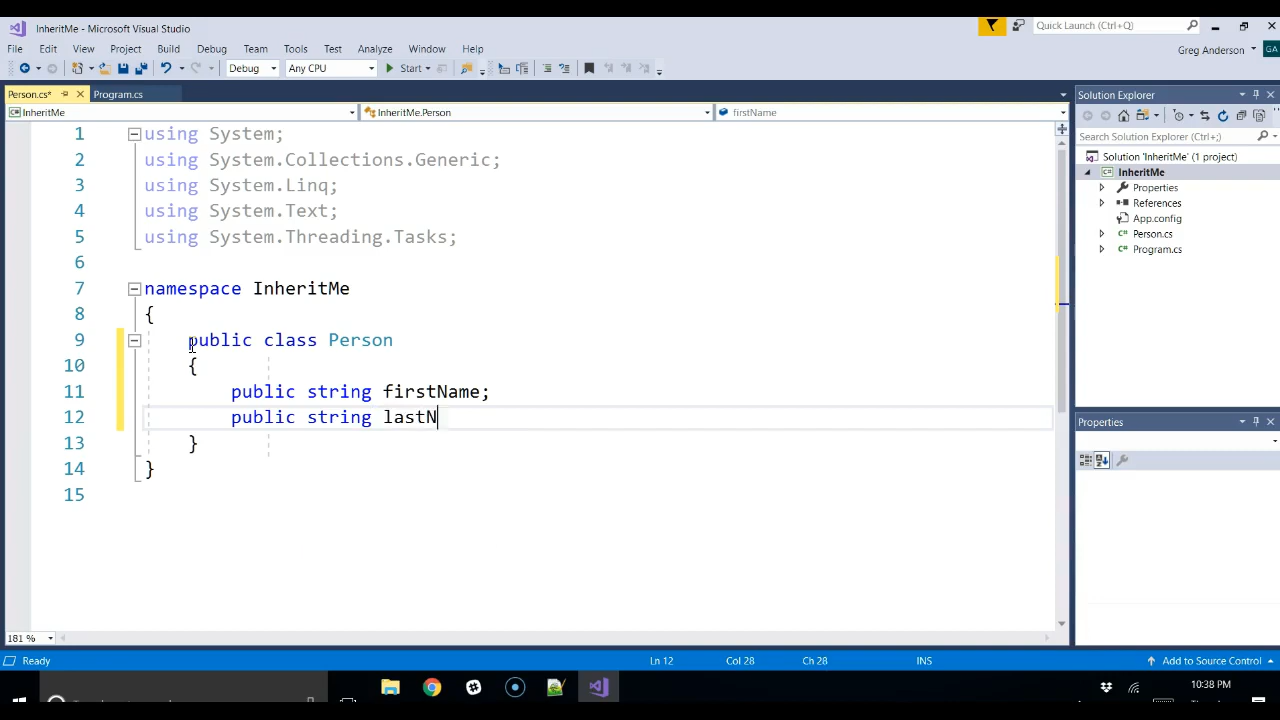 InheritMe - Microsoft Visual Studio
Quick Launch (Ctrl+Q)
File Edit View Project Build Debug Team Tools Test Analyze Window Help
Greg Anderson GA
Debug Any CPU Start
Person.cs* Program.cs
Solution Explorer
InheritMe InheritMe.Person firstName
Search Solution Explorer (Ctrl+;)
Solution 'InheritMe' (1 project)
InheritMe
Properties
References
App.config
Person.cs
Program.cs
1 using System;
2 using System.Collections.Generic;
3 using System.Linq;
4 using System.Text;
5 using System.Threading.Tasks;
6
7 namespace InheritMe
8 {
9 public class Person
10 {
11 public string firstName;
12 public string lastN
13 }
14 }
15
Properties
181 %
Ready Ln 12 Col 28 Ch 28 INS Add to Source Control
10:38 PM